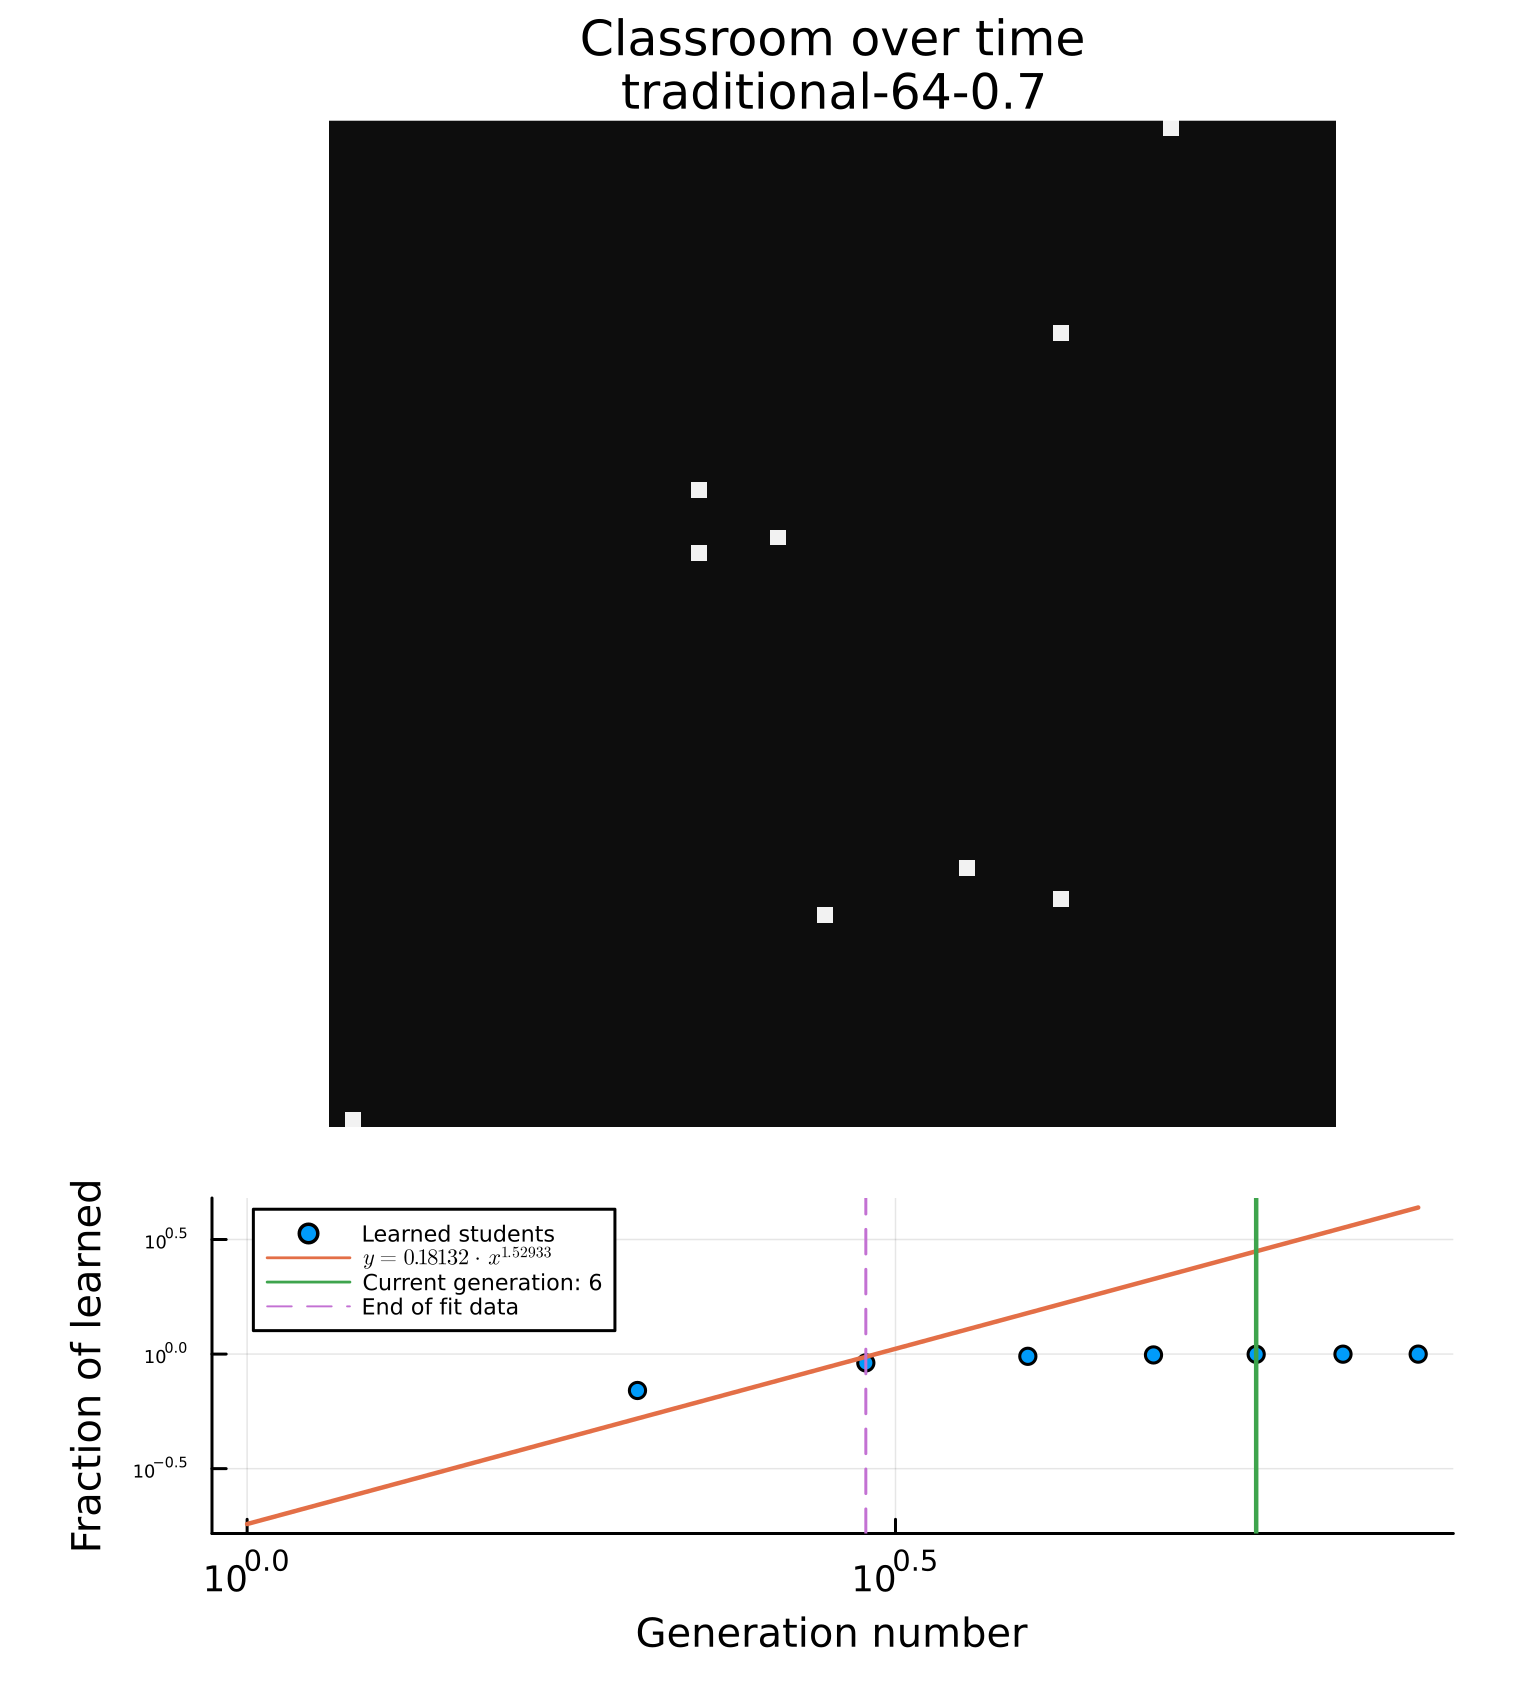 Classroom over time
traditional-64-0.7
Fraction of learned
10^0.5
10^0.0
10^−0.5
Learned students
y = 0.18132 · x^1.52933
Current generation: 6
End of fit data
10^0.0
10^0.5
Generation number